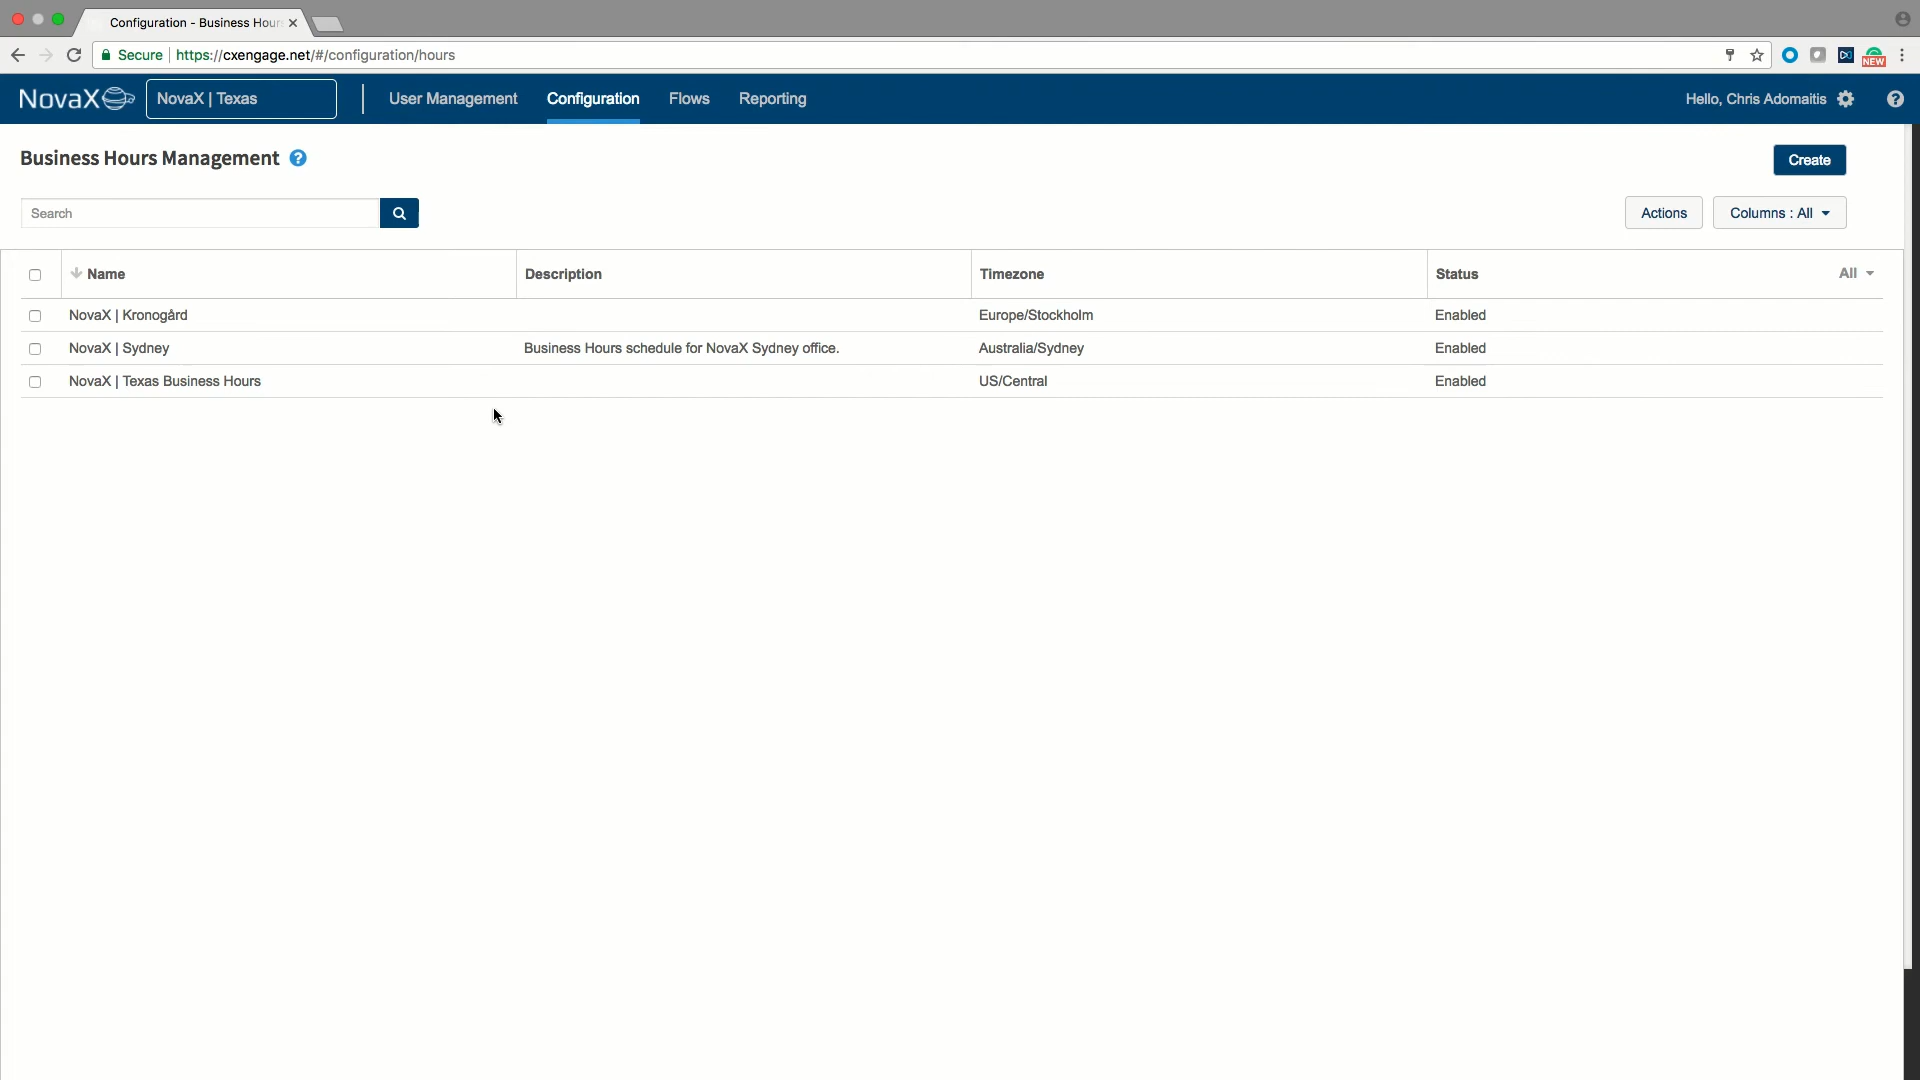 Configuration - Business Hour
Secure https://cxengage.net/#/configuration/hours
NEW
NovaX NovaX | Texas User Management Configuration Flows Reporting Hello, Chris Adomaitis ?
Business Hours Management ? Create
Search Actions Columns : All
Name Description Timezone Status All
NovaX | Kronogård Europe/Stockholm Enabled
NovaX | Sydney Business Hours schedule for NovaX Sydney office. Australia/Sydney Enabled
NovaX | Texas Business Hours US/Central Enabled